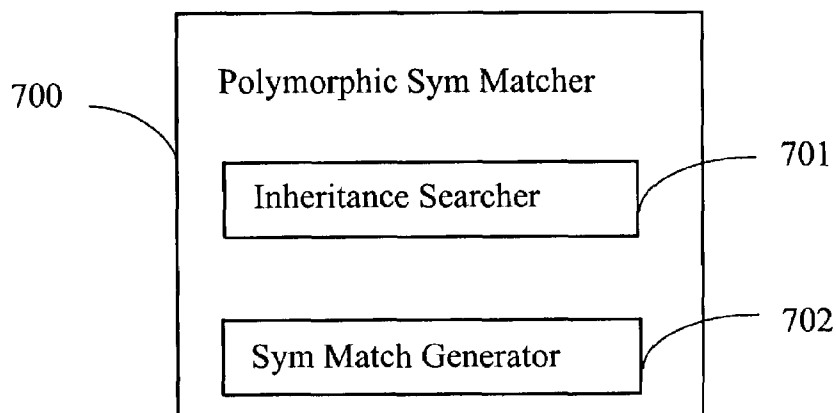 Polymorphic Sym Matcher
700
701
Inheritance Searcher
702
Sym Match Generator